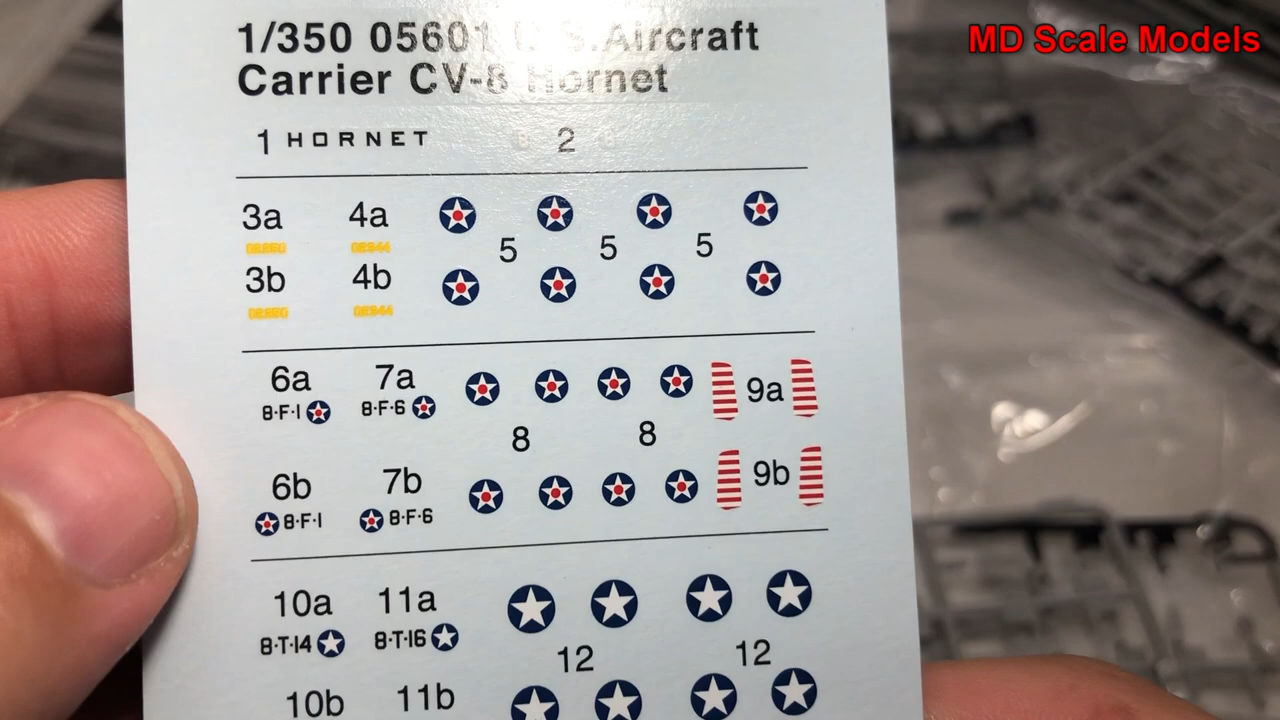 MD Scale Models
1/350 05601 U.S.Aircraft
Carrier CV-8 Hornet
1 HORNET 8 2 8
3a 4a
5 5 5
3b 4b
6a 7a
8·F·1 8·F·6
9a
8 8
6b 7b
9b
8·F·1 8·F·6
10a 11a
8·T·14 8·T·16
12 12
10b 11b